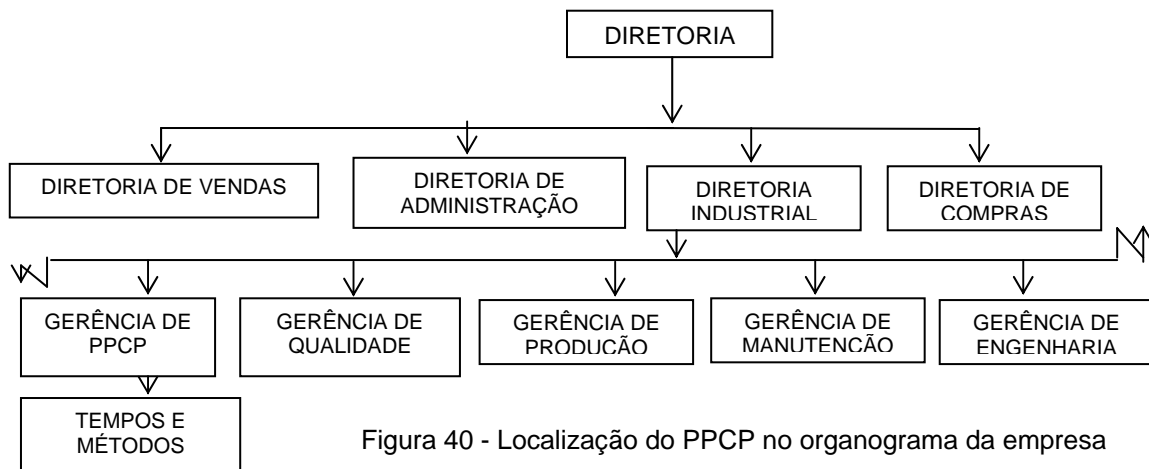 DIRETORIA
DIRETORIA DE VENDAS
DIRETORIA DE
ADMINISTRAÇÃO
DIRETORIA
INDUSTRIAL
DIRETORIA DE
COMPRAS
GERÊNCIA DE
PPCP
GERÊNCIA DE
QUALIDADE
GERÊNCIA DE
PRODUÇÃO
GERÊNCIA DE
MANUTENÇÃO
GERÊNCIA DE
ENGENHARIA
TEMPOS E
MÉTODOS
Figura 40 - Localização do PPCP no organograma da empresa